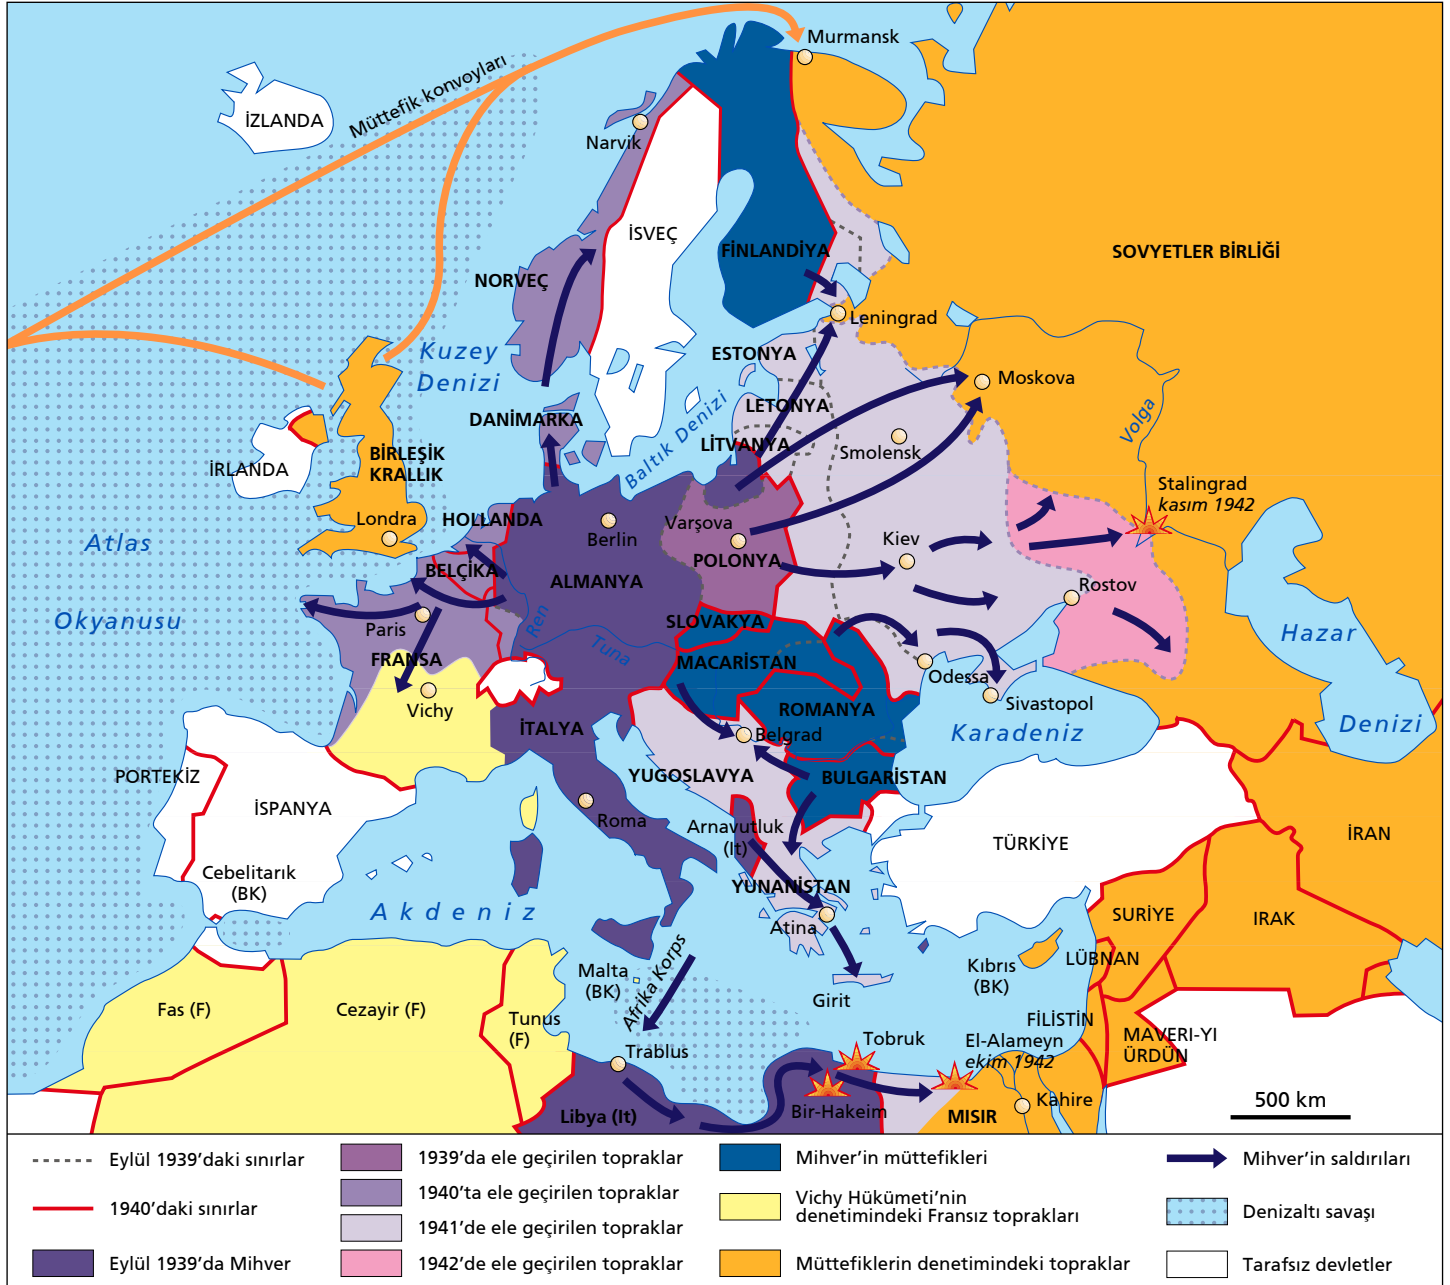 Murmansk
Müttefik konvoyları
İZLANDA
Narvik
İSVEÇ
FİNLANDİYA
SOVYETLER BİRLİĞİ
NORVEÇ
Leningrad
Kuzey
Denizi
ESTONYA
Moskova
LETONYA
DANİMARKA
Baltık Denizi
Volga
LİTVANYA
Smolensk
BİRLEŞİK
KRALLIK
İRLANDA
Stalingrad
kasım 1942
Londra
HOLLANDA
Berlin
Varşova
Kiev
Atlas
Okyanusu
BELÇİKA
ALMANYA
POLONYA
Rostov
Paris
Ren
Tuna
SLOVAKYA
Hazar
Denizi
FRANSA
MACARİSTAN
Odessa
Vichy
Sivastopol
İTALYA
ROMANYA
Belgrad
Karadeniz
PORTEKİZ
YUGOSLAVYA
BULGARİSTAN
İSPANYA
Roma
Arnavutluk
(It)
TÜRKİYE
İRAN
Cebelitarık
(BK)
YUNANİSTAN
Akdeniz
Atina
SURİYE
IRAK
Malta
(BK)
Afrika Korps
Kıbrıs
(BK)
LÜBNAN
Girit
Fas (F)
Cezayir (F)
Tunus
(F)
FİLİSTİN
Tobruk
El-Alameyn
ekim 1942
MAVERI-YI
ÜRDÜN
Trablus
Libya (It)
Bir-Hakeim
MISIR
Kahire
500 km
Eylül 1939’daki sınırlar
1940’daki sınırlar
Eylül 1939’da Mihver
1939’da ele geçirilen topraklar
1940’ta ele geçirilen topraklar
1941’de ele geçirilen topraklar
1942’de ele geçirilen topraklar
Mihver’in müttefikleri
Vichy Hükümeti’nin
denetimindeki Fransız toprakları
Müttefiklerin denetimindeki topraklar
Mihver’in saldırıları
Denizaltı savaşı
Tarafsız devletler